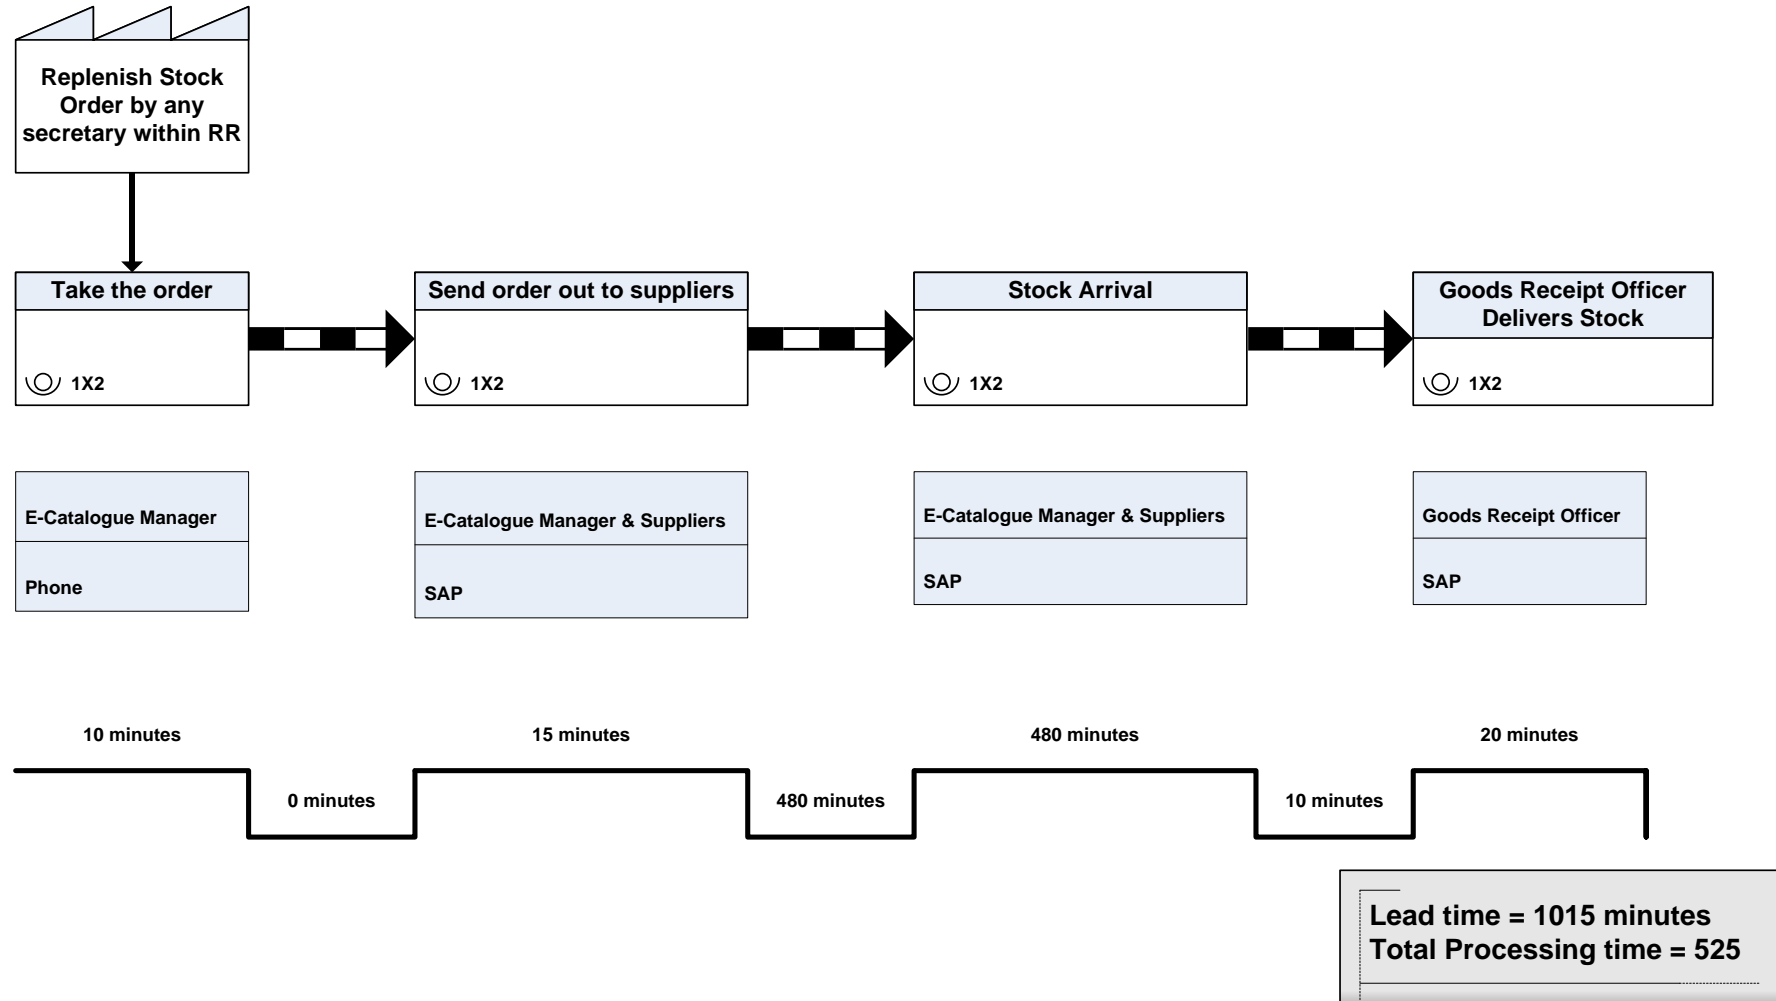 Replenish Stock
Order by any
secretary within RR
Take the order
1X2
Send order out to suppliers
1X2
Stock Arrival
1X2
Goods Receipt Officer
Delivers Stock
1X2
E-Catalogue Manager
Phone
E-Catalogue Manager & Suppliers
SAP
E-Catalogue Manager & Suppliers
SAP
Goods Receipt Officer
SAP
10 minutes
0 minutes
15 minutes
480 minutes
480 minutes
10 minutes
20 minutes
Lead time = 1015 minutes
Total Processing time = 525